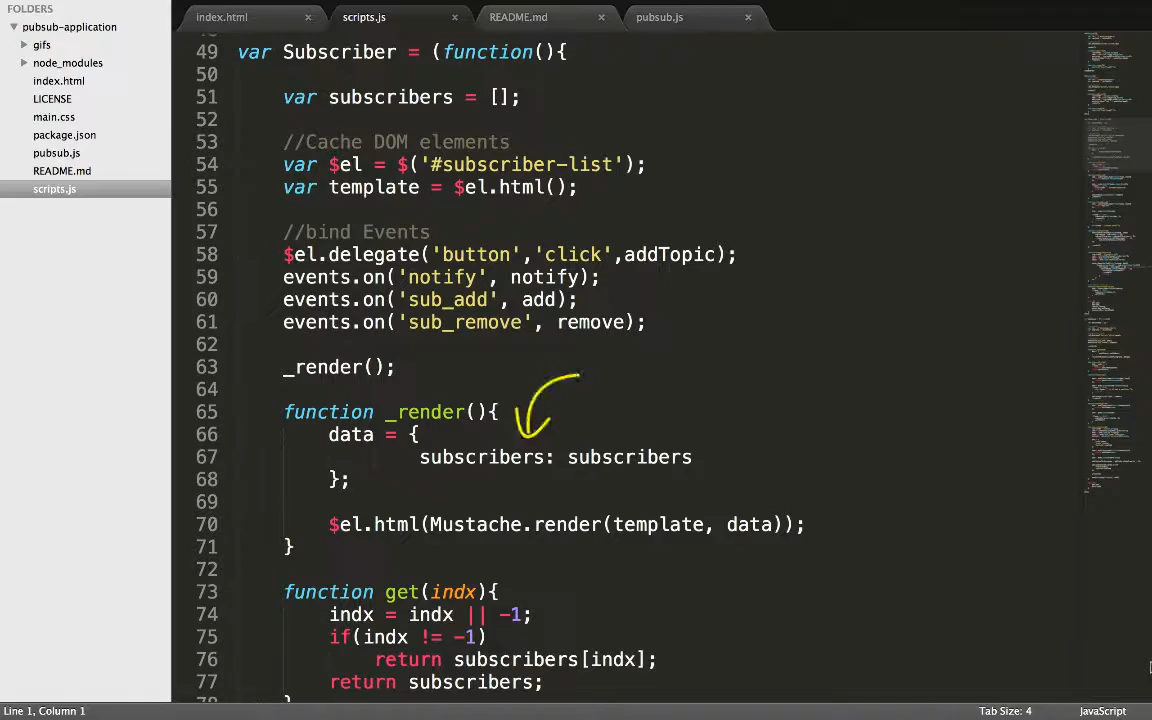 FOLDERS
pubsub-application
gifs
node_modules
index.html
LICENSE
main.css
package.json
pubsub.js
README.md
scripts.js
index.html × scripts.js × README.md × pubsub.js ×
49 var Subscriber = (function(){
50
51 var subscribers = [];
52
53 //Cache DOM elements
54 var $el = $('#subscriber-list');
55 var template = $el.html();
56
57 //bind Events
58 $el.delegate('button','click',addTopic);
59 events.on('notify', notify);
60 events.on('sub_add', add);
61 events.on('sub_remove', remove);
62
63 _render();
64
65 function _render(){
66 data = {
67 subscribers: subscribers
68 };
69
70 $el.html(Mustache.render(template, data));
71 }
72
73 function get(indx){
74 indx = indx || -1;
75 if(indx != -1)
76 return subscribers[indx];
77 return subscribers;
Line 1, Column 1
Tab Size: 4
JavaScript